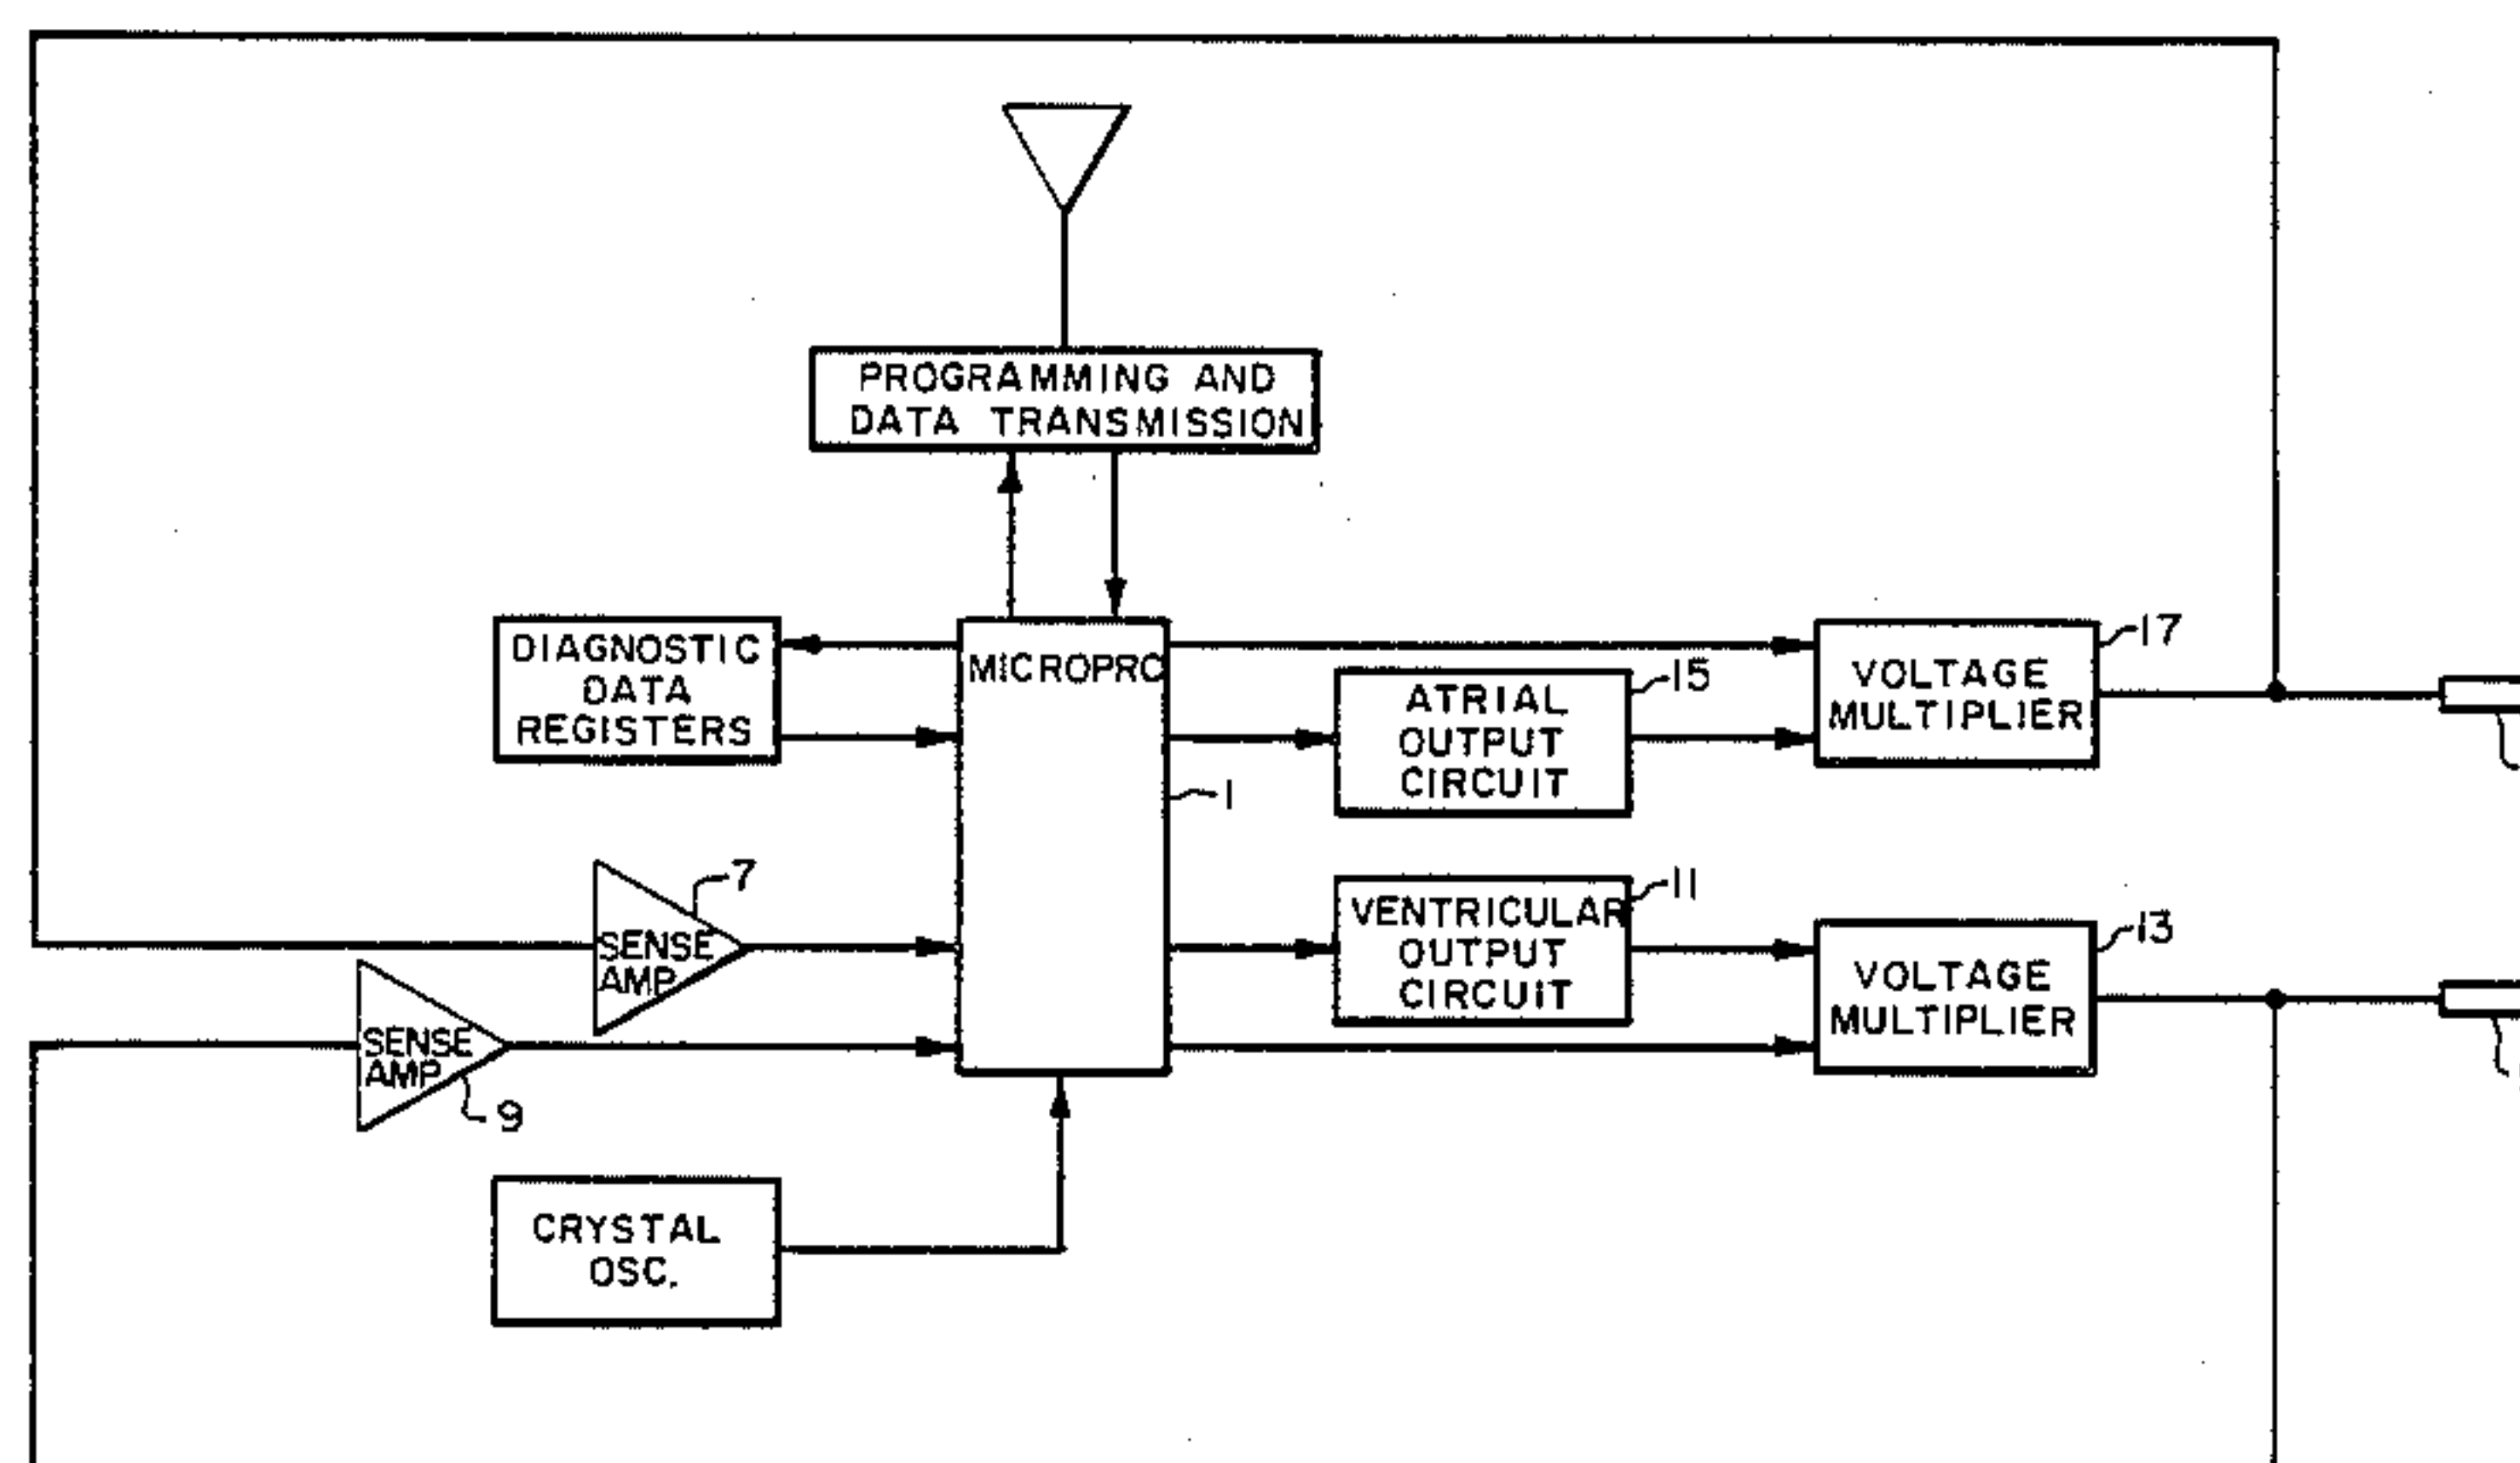 PROGRAMMING AND
DATA TRANSMISSION
DIAGNOSTIC
DATA
REGISTERS
MICROPRO
1
ATRIAL
OUTPUT
CIRCUIT
15
VOLTAGE
MULTIPLIER
17
SENSE
AMP
7
SENSE
AMP
9
VENTRICULAR
OUTPUT
CIRCUIT
11
VOLTAGE
MULTIPLIER
13
CRYSTAL
OSC.